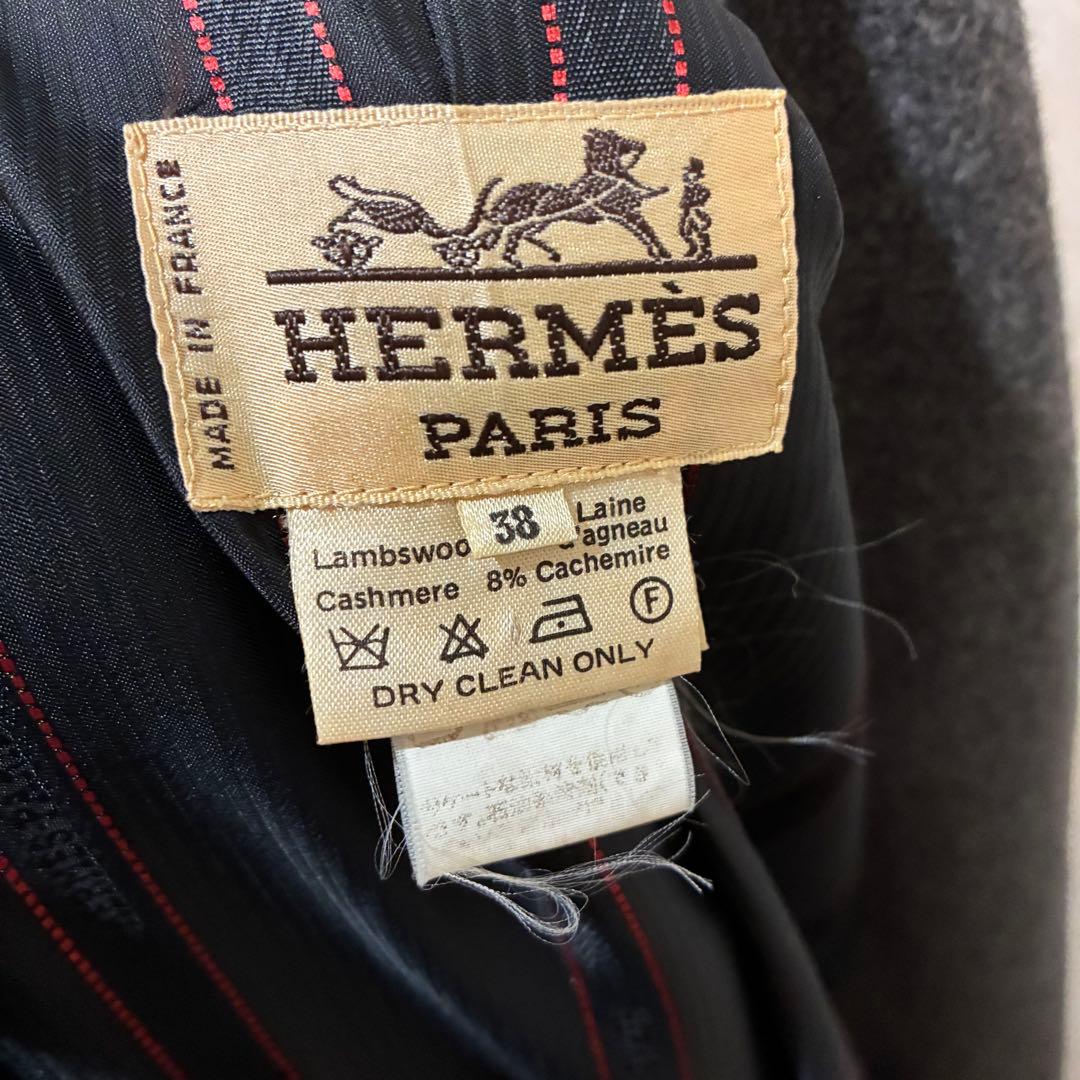 MADE IN FRANCE
HERMÈS
PARIS
38
Lambswoo Laine
d'agneau
Cashmere 8% Cachemire
F
DRY CLEAN ONLY